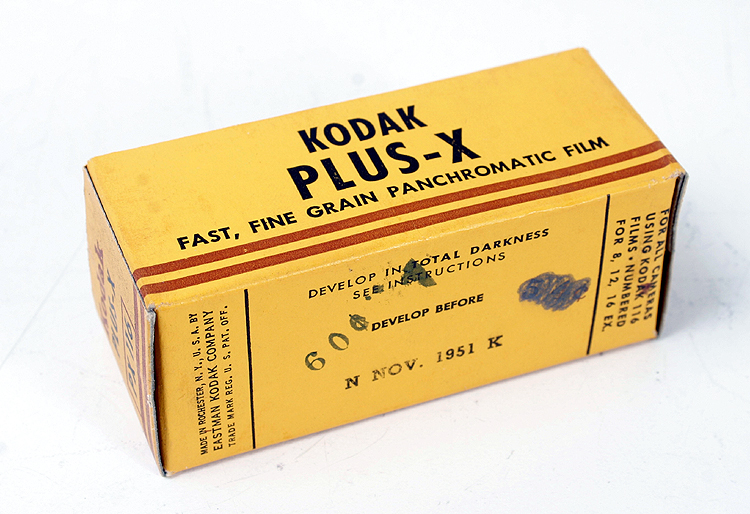 KODAK
PLUS-X
FAST, FINE GRAIN PANCHROMATIC FILM
MADE IN ROCHESTER, N.Y., U.S.A. BY
EASTMAN KODAK COMPANY
TRADE MARK REG. U.S. PAT. OFF.
DEVELOP IN TOTAL DARKNESS
SEE INSTRUCTIONS
60¢
DEVELOP BEFORE
N NOV. 1951 K
FOR ALL CAMERAS
USING KODAK 116
FILMS • NUMBERED
FOR 8, 12, 16 EX.